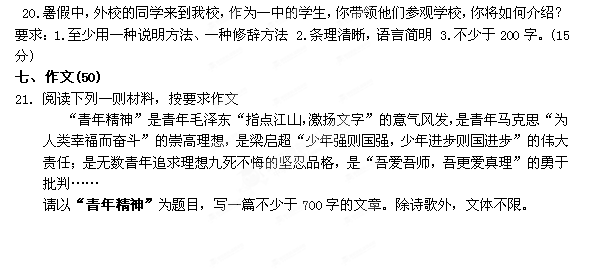 20.暑假中,外校的同学来到我校,作为一中的学生,你带领他们参观学校,你将如何介绍?
要求:1.至少用一种说明方法、一种修辞方法 2.条理清晰,语言简明 3.不少于200字。(15
分)
七、作文(50)
21. 阅读下列一则材料,按要求作文
“青年精神”是青年毛泽东“指点江山,激扬文字”的意气风发,是青年马克思“为
人类幸福而奋斗”的崇高理想,是梁启超“少年强则国强,少年进步则国进步”的伟大
责任;是无数青年追求理想九死不悔的坚忍品格,是“吾爱吾师,吾更爱真理”的勇于
批判……
请以“青年精神”为题目,写一篇不少于700字的文章。除诗歌外,文体不限。